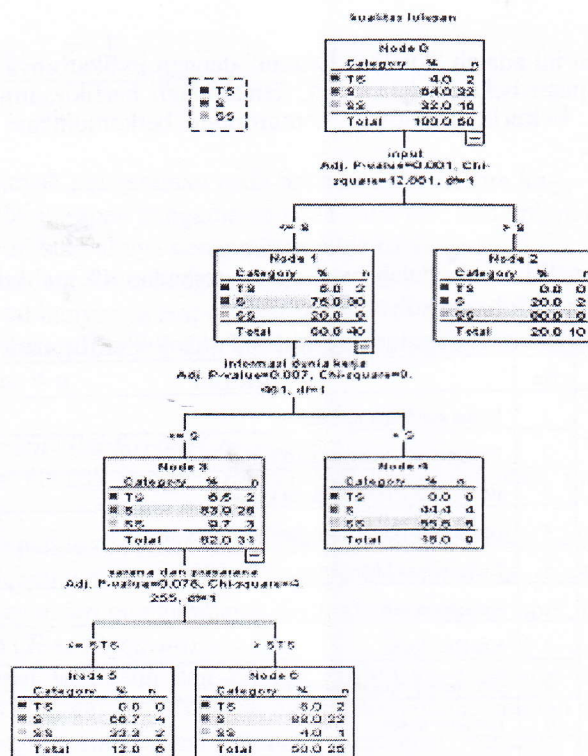 kualitas lulusan
Node 0
Category % n
TS 4.0 2
S 64.0 32
SS 32.0 16
Total 100.0 50
TS
S
SS
input
Adj. P-value=0.001, Chi-
square=12.001, df=1
<= S
> S
Node 1
Category % n
TS 5.0 2
S 75.0 30
SS 20.0 8
Total 80.0 40
Node 2
Category % n
TS 0.0 0
S 20.0 2
SS 80.0 8
Total 20.0 10
informasi dunia kerja
Adj. P-value=0.007, Chi-square=9.
df=1
<= S
> S
Node 3
Category % n
TS 6.5 2
S 26
SS 9.7 3
Total 62.0 31
Node 4
Category % n
TS 0.0 0
S 44.4 4
SS 55.6 5
Total 18.0 9
sarana dan prasarana
Adj. P-value=0.076, Chi-square=4.
255, df=1
<= STS
> STS
Node 5
Category % n
TS 0.0 0
S 66.7 4
SS 33.3 2
Total 12.0 6
Node 6
Category % n
TS 8.0 2
S 88.0 22
SS 4.0 1
Total 50.0 25